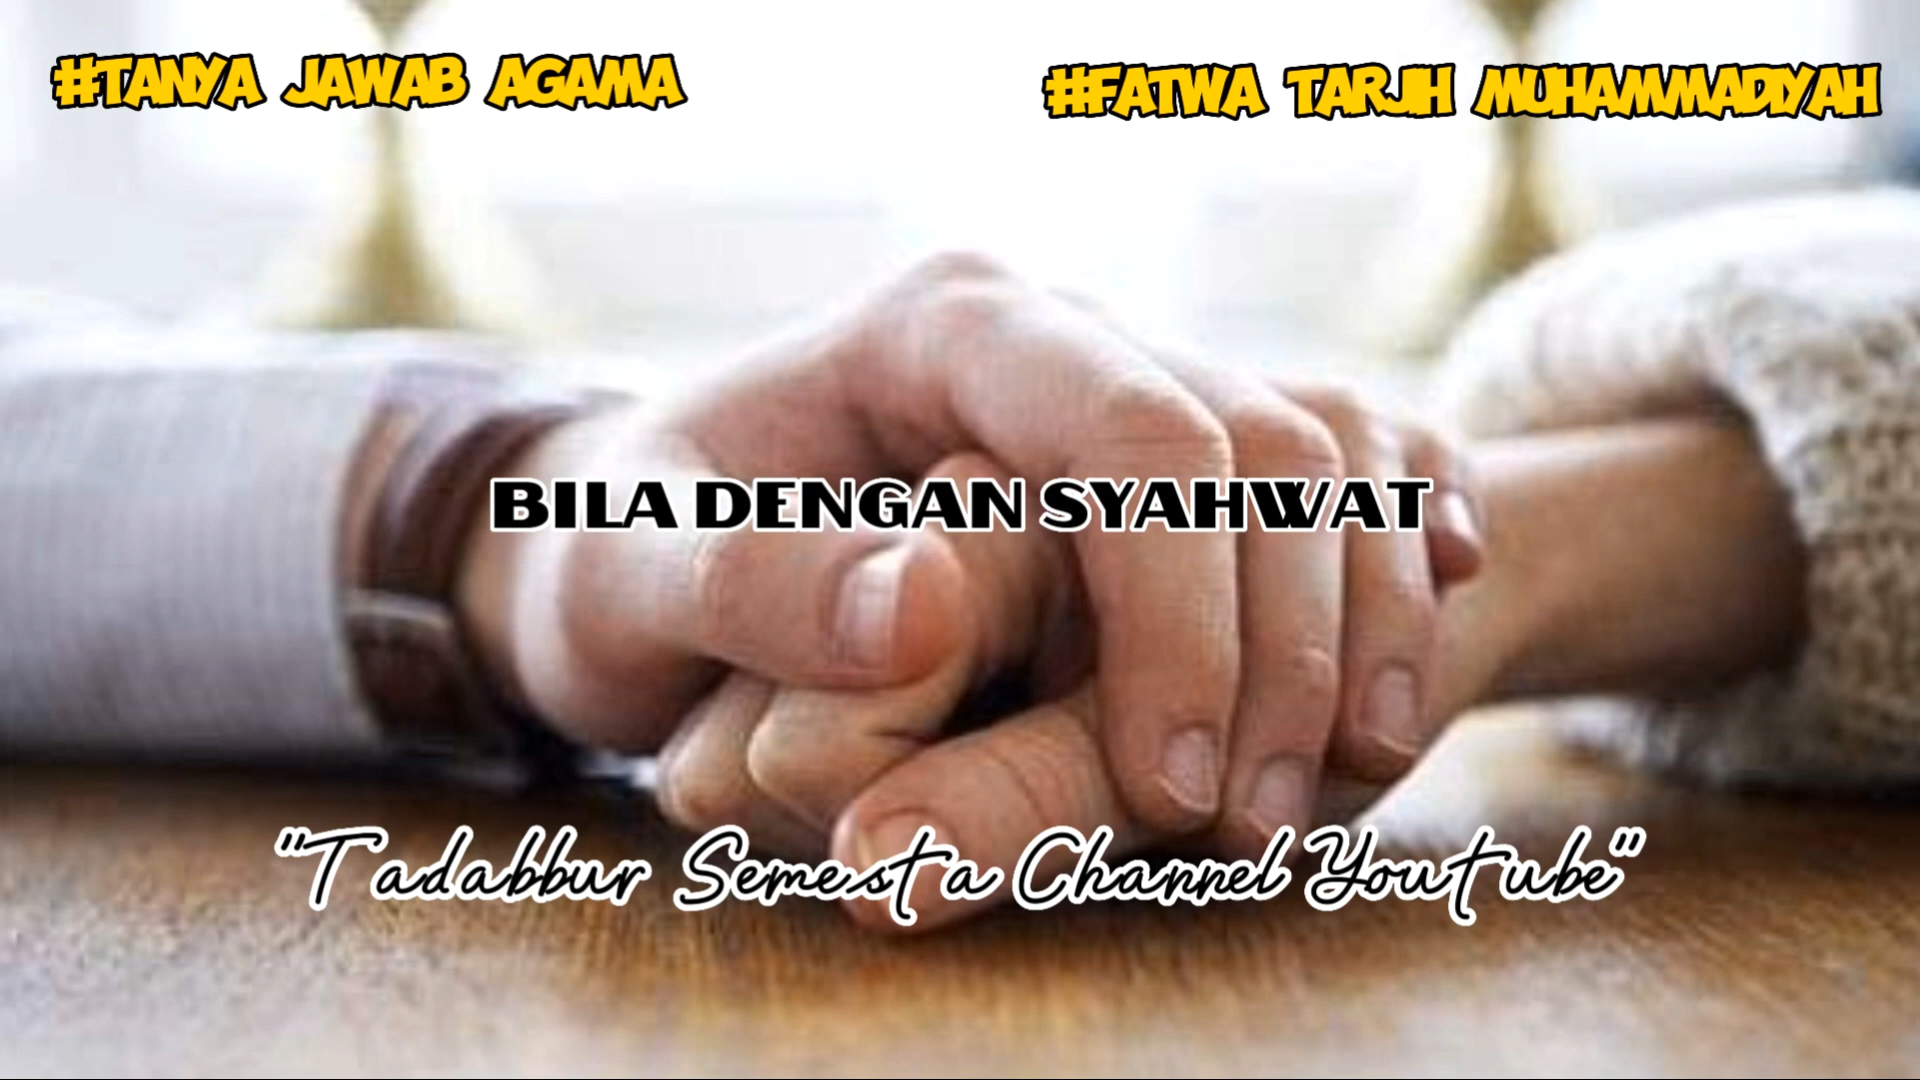 #TANYA JAWAB AGAMA
#FATWA TARJIH MUHAMMADIYAH
BILA DENGAN SYAHWAT
"Tadabbur Semesta Channel Youtube"